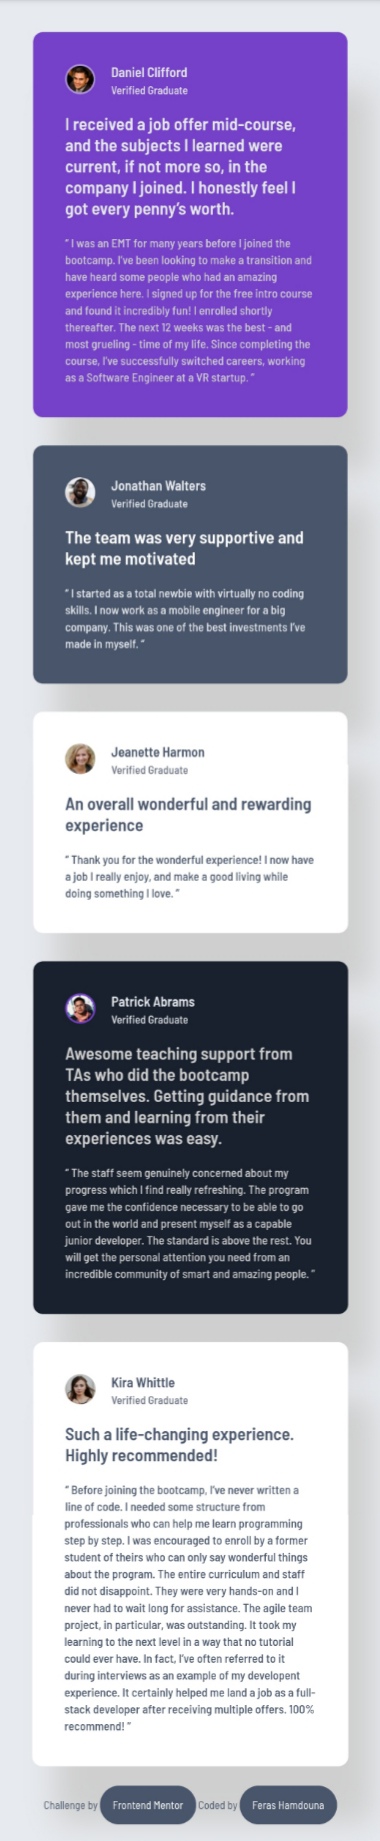 Daniel Clifford
Verified Graduate
I received a job offer mid-course,
and the subjects I learned were
current, if not more so, in the
company I joined. I honestly feel I
got every penny’s worth.
“ I was an EMT for many years before I joined the
bootcamp. I’ve been looking to make a transition and
have heard some people who had an amazing
experience here. I signed up for the free intro course
and found it incredibly fun! I enrolled shortly
thereafter. The next 12 weeks was the best - and
most grueling - time of my life. Since completing the
course, I’ve successfully switched careers, working
as a Software Engineer at a VR startup. ”
Jonathan Walters
Verified Graduate
The team was very supportive and
kept me motivated
“ I started as a total newbie with virtually no coding
skills. I now work as a mobile engineer for a big
company. This was one of the best investments I’ve
made in myself. ”
Jeanette Harmon
Verified Graduate
An overall wonderful and rewarding
experience
“ Thank you for the wonderful experience! I now have
a job I really enjoy, and make a good living while
doing something I love. ”
Patrick Abrams
Verified Graduate
Awesome teaching support from
TAs who did the bootcamp
themselves. Getting guidance from
them and learning from their
experiences was easy.
“ The staff seem genuinely concerned about my
progress which I find really refreshing. The program
gave me the confidence necessary to be able to go
out in the world and present myself as a capable
junior developer. The standard is above the rest. You
will get the personal attention you need from an
incredible community of smart and amazing people. ”
Kira Whittle
Verified Graduate
Such a life-changing experience.
Highly recommended!
“ Before joining the bootcamp, I’ve never written a
line of code. I needed some structure from
professionals who can help me learn programming
step by step. I was encouraged to enroll by a former
student of theirs who can only say wonderful things
about the program. The entire curriculum and staff
did not disappoint. They were very hands-on and I
never had to wait long for assistance. The agile team
project, in particular, was outstanding. It took my
learning to the next level in a way that no tutorial
could ever have. In fact, I’ve often referred to it
during interviews as an example of my developent
experience. It certainly helped me land a job as a full-
stack developer after receiving multiple offers. 100%
recommend! ”
Challenge by Frontend Mentor Coded by Feras Hamdouna